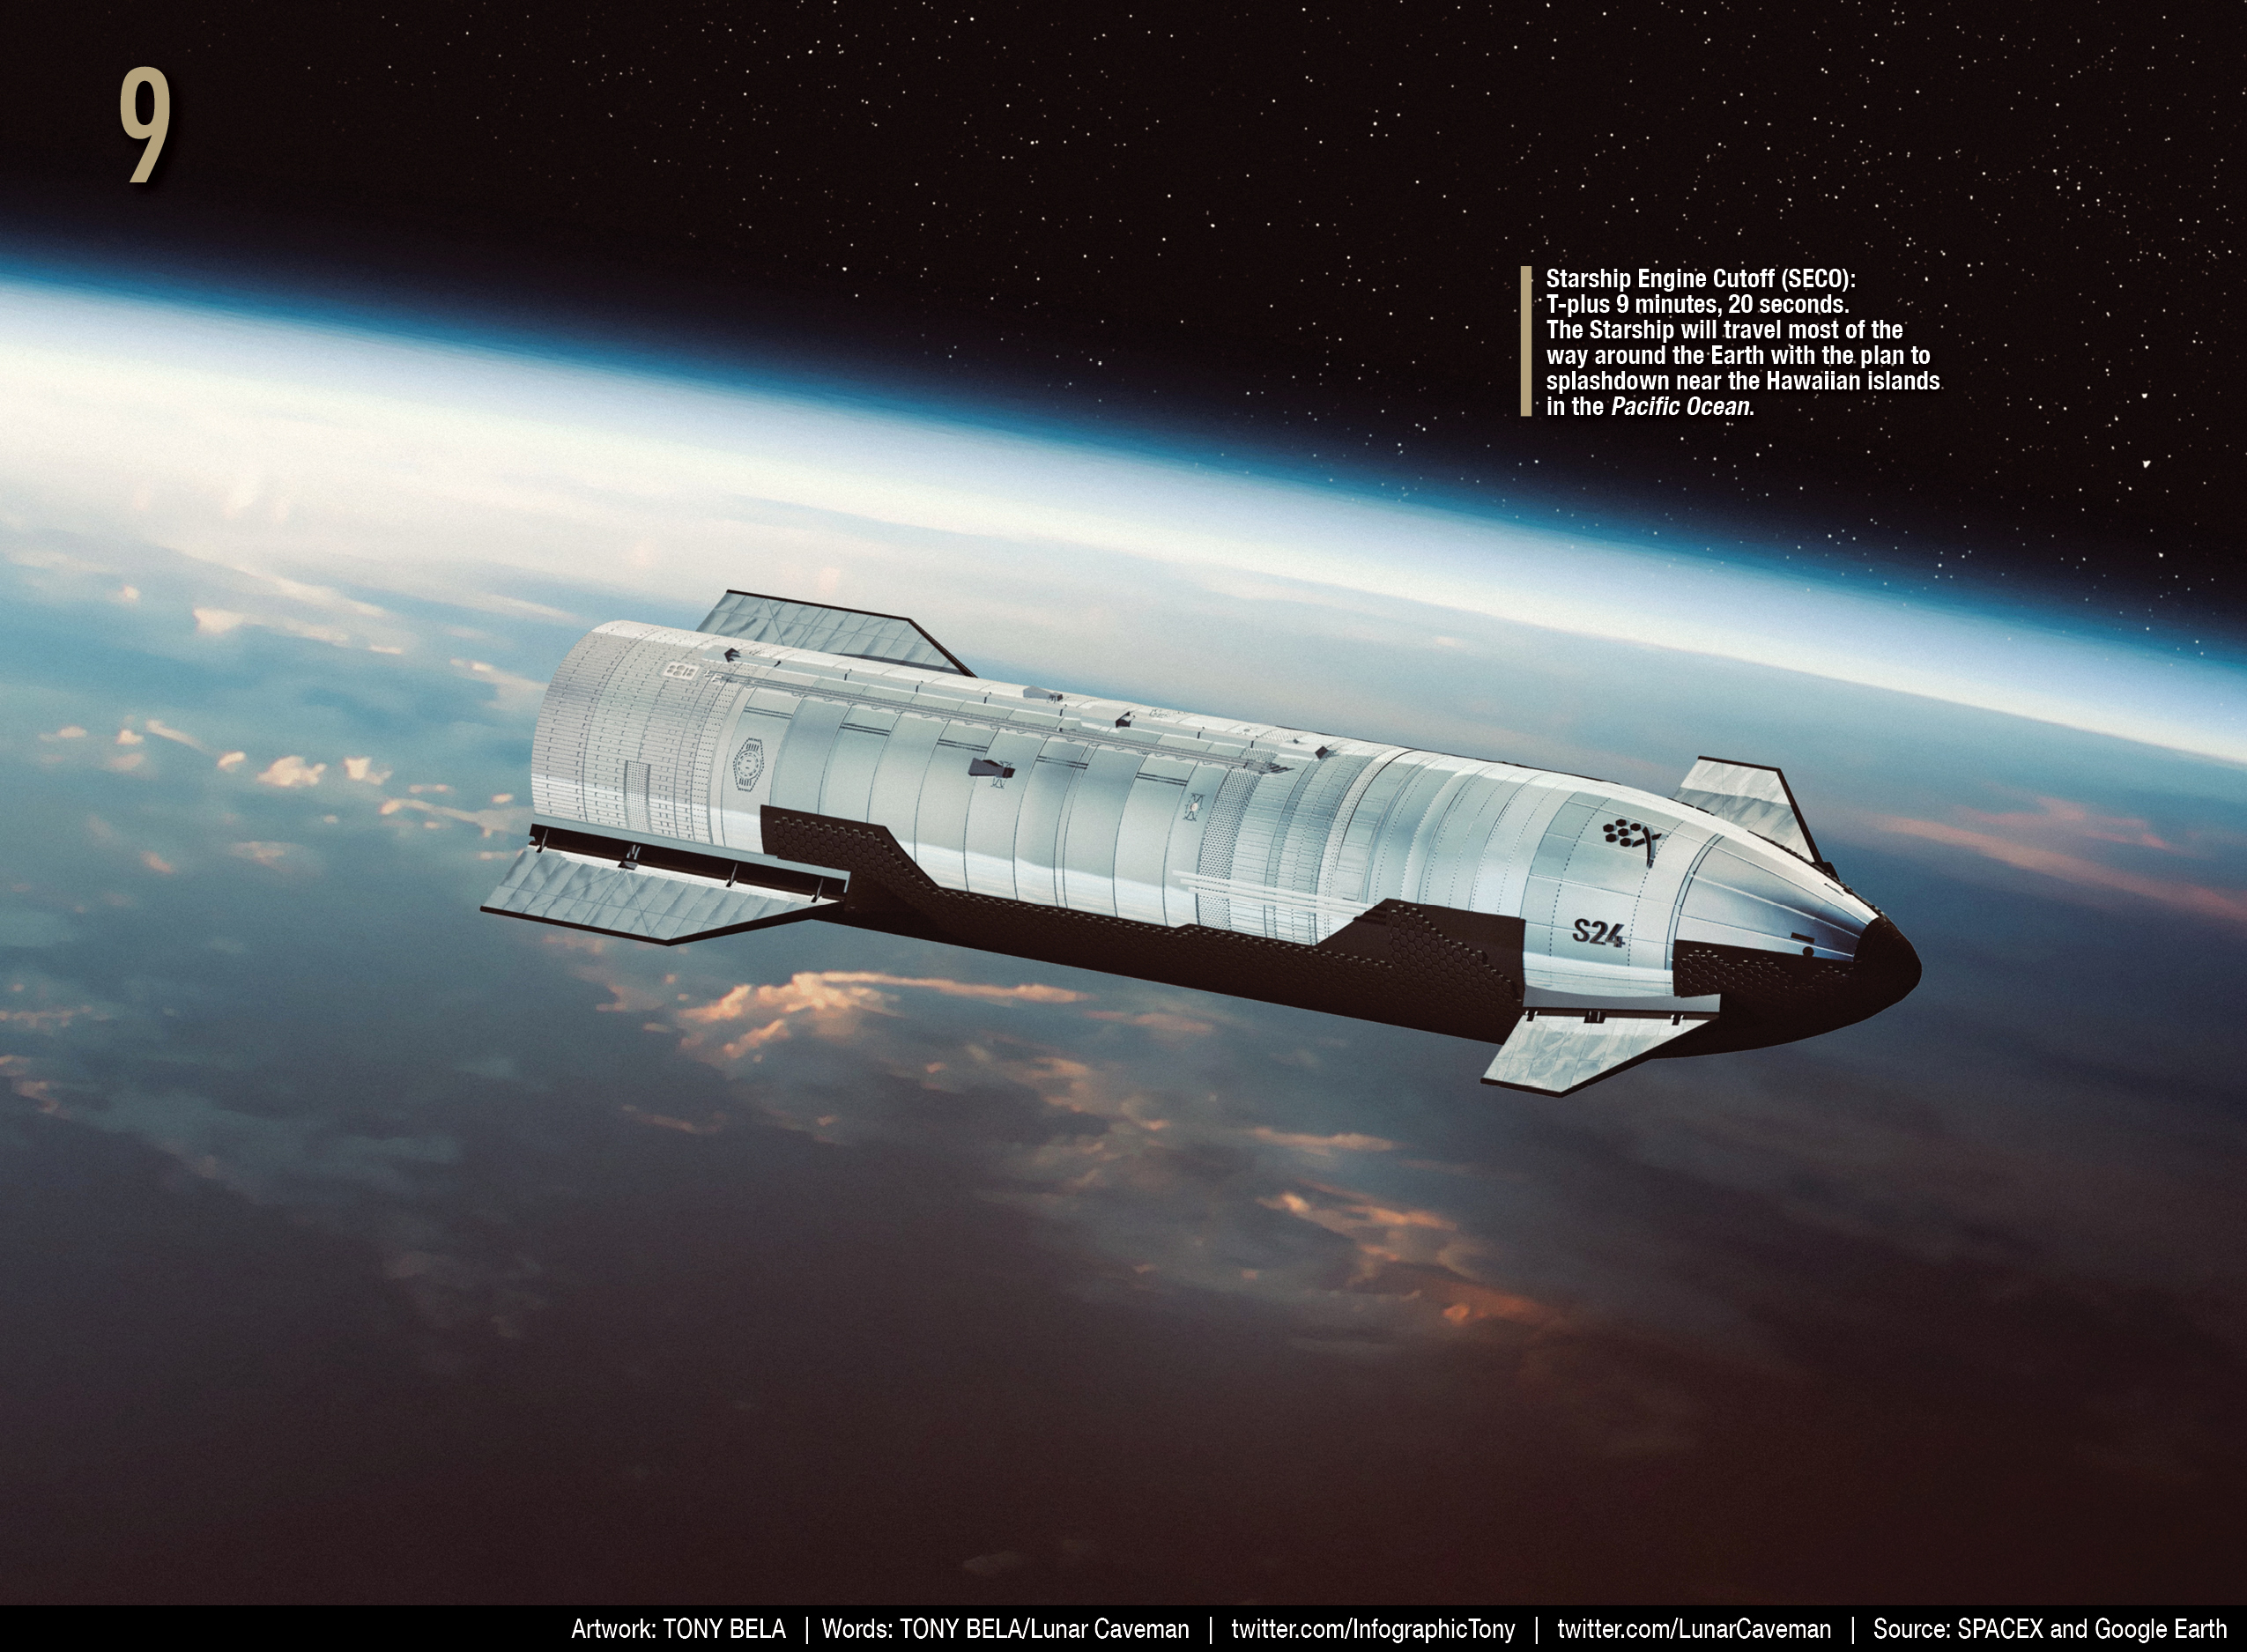 9
Starship Engine Cutoff (SECO):
T-plus 9 minutes, 20 seconds.
The Starship will travel most of the
way around the Earth with the plan to
splashdown near the Hawaiian islands
in the Pacific Ocean.
S24
Artwork: TONY BELA | Words: TONY BELA/Lunar Caveman | twitter.com/InfographicTony | twitter.com/LunarCaveman | Source: SPACEX and Google Earth